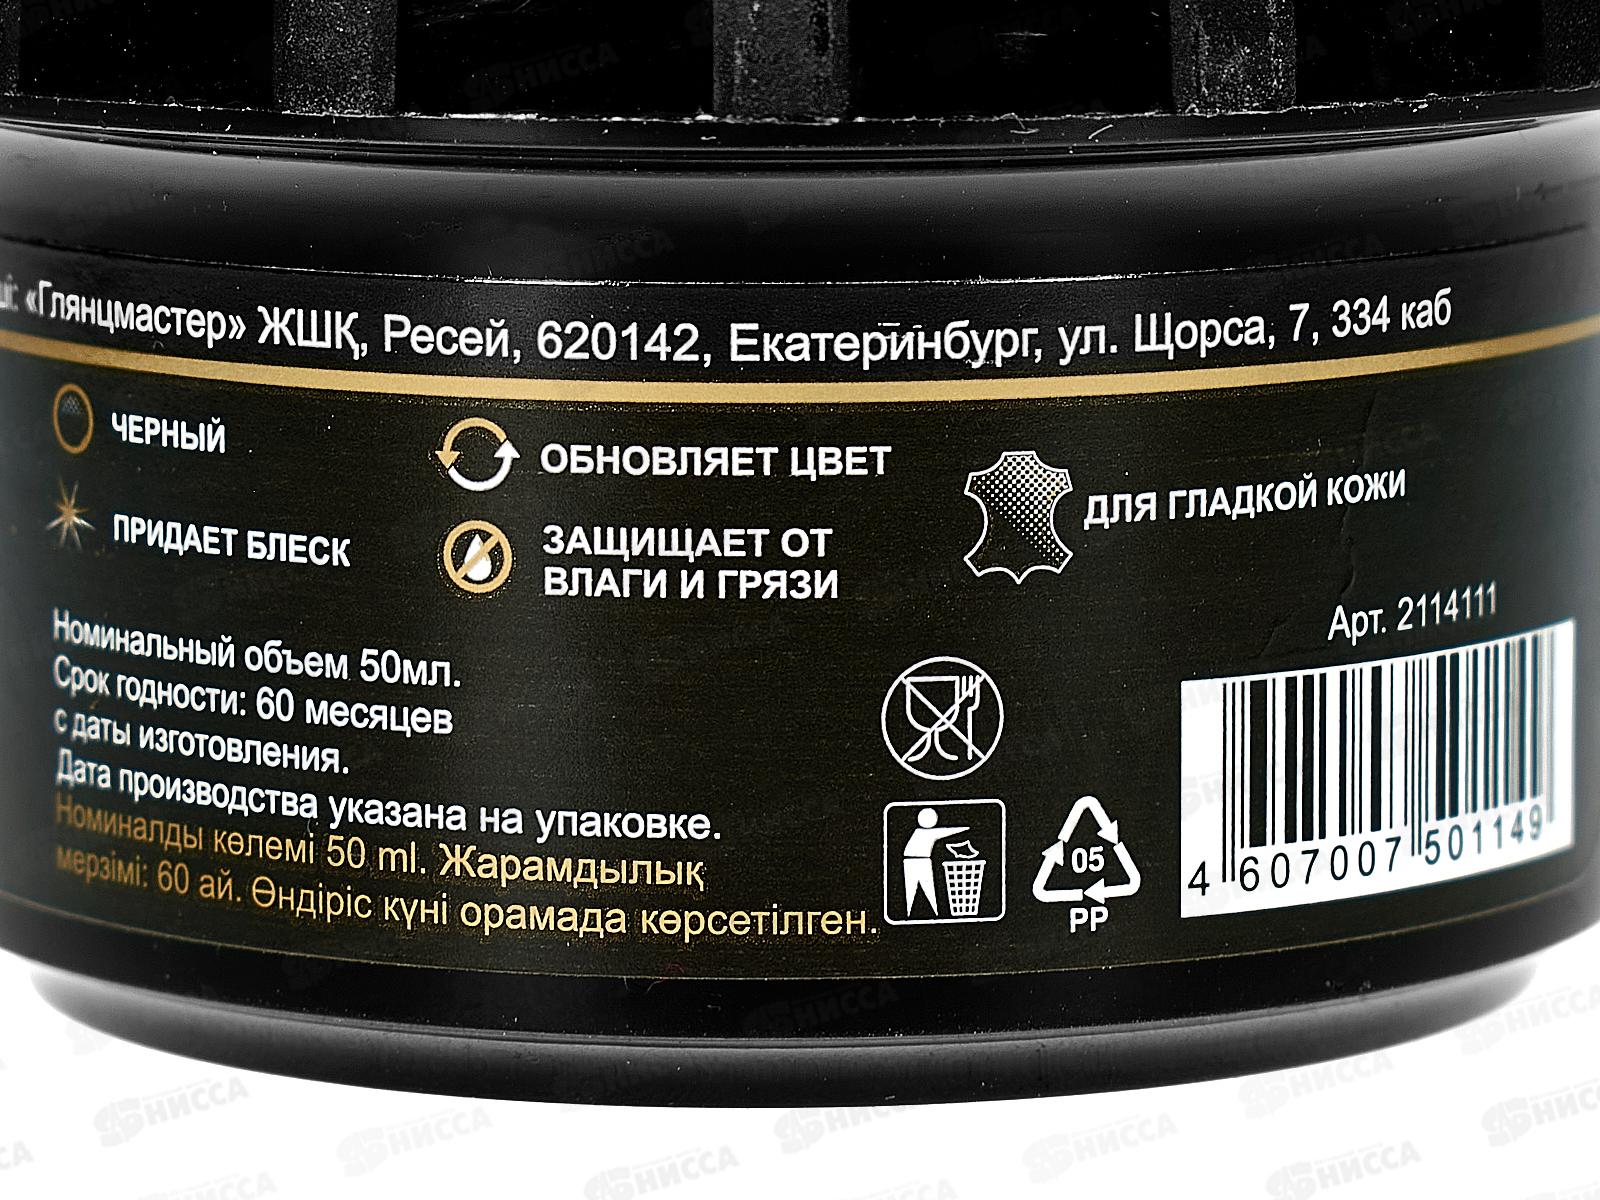 «Глянцмастер» ЖШҚ, Ресей, 620142, Екатеринбург, ул. Щорса, 7, 334 каб
ЧЕРНЫЙ
ПРИДАЕТ БЛЕСК
ОБНОВЛЯЕТ ЦВЕТ
ЗАЩИЩАЕТ ОТ
ВЛАГИ И ГРЯЗИ
ДЛЯ ГЛАДКОЙ КОЖИ
Номинальный объем 50мл.
Срок годности: 60 месяцев
с даты изготовления.
Дата производства указана на упаковке.
Номиналды көлемі 50 ml. Жарамдылық
мерзімі: 60 ай. Өндіріс күні орамада көрсетілген.
05
PP
Арт. 2114111
4 607007 501149
НИССА